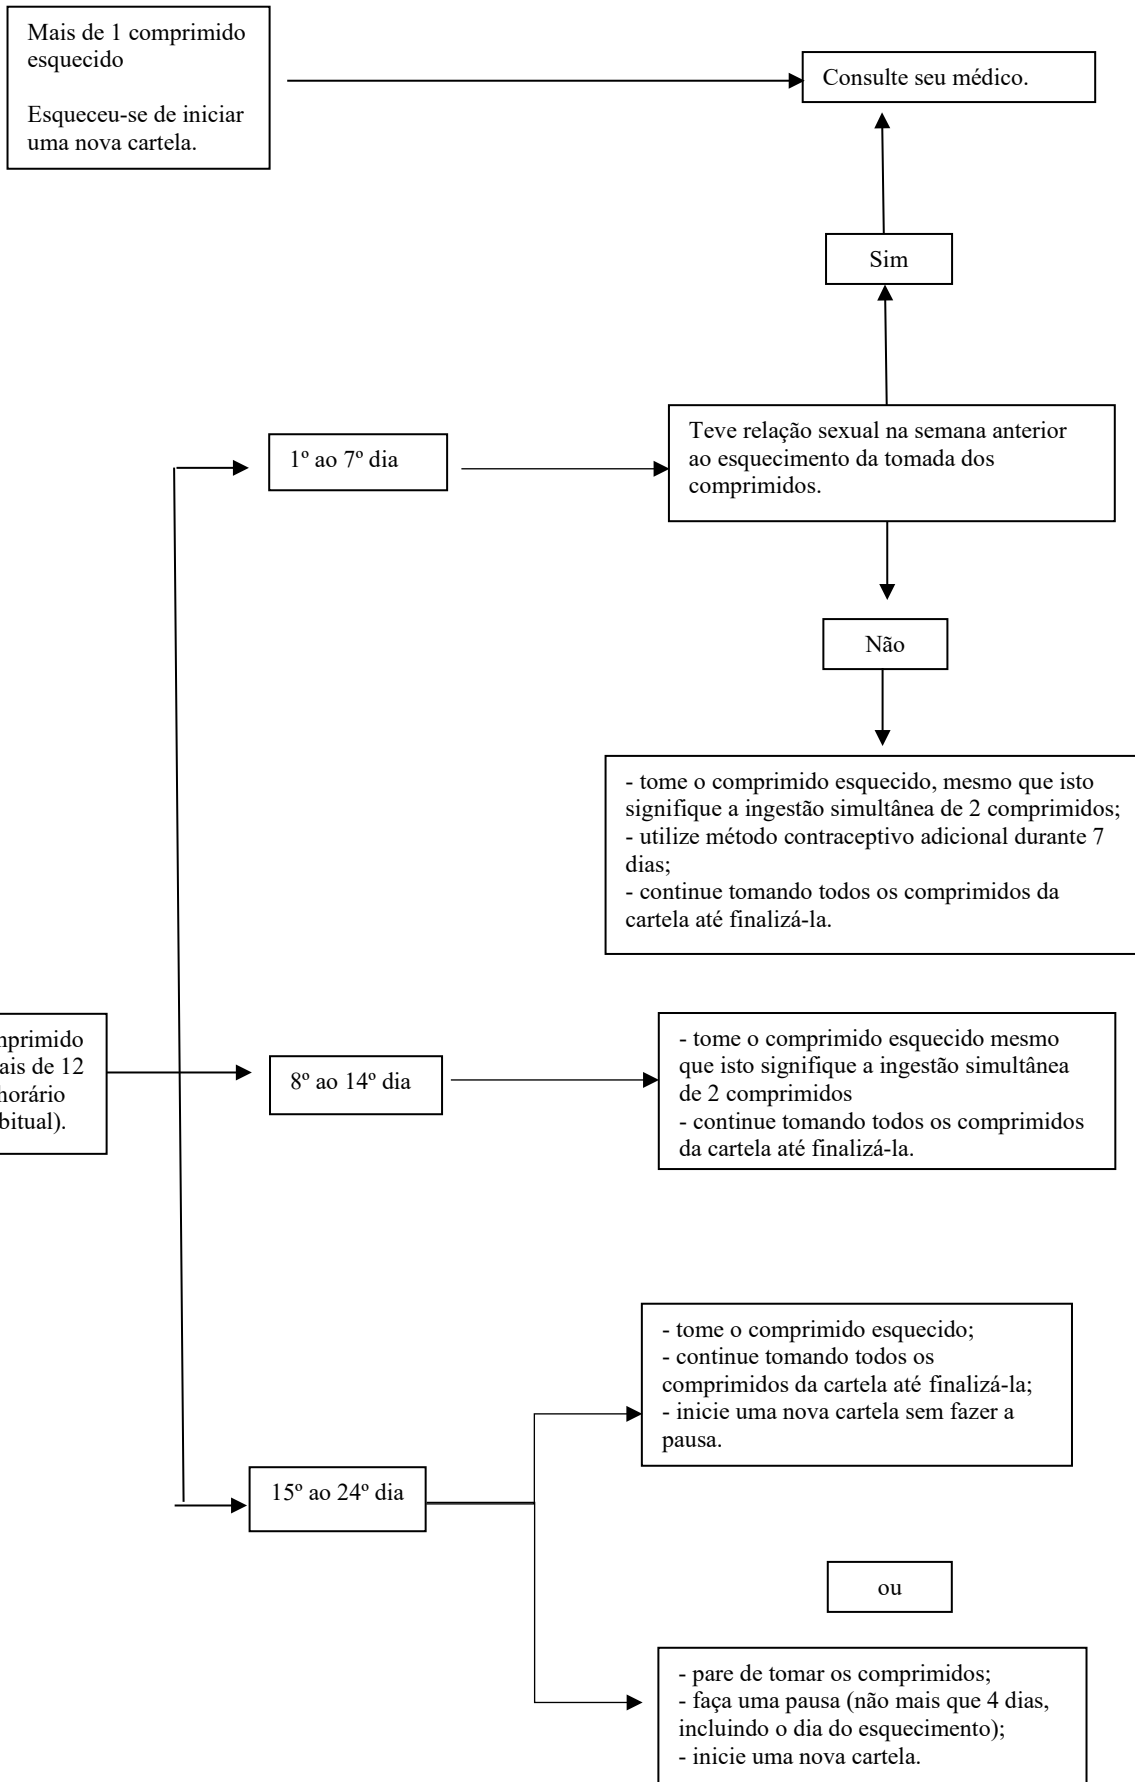 Mais de 1 comprimido
esquecido
Esqueceu-se de iniciar
uma nova cartela.
Consulte seu médico.
Sim
1º ao 7º dia
Teve relação sexual na semana anterior
ao esquecimento da tomada dos
comprimidos.
Não
- tome o comprimido esquecido, mesmo que isto
signifique a ingestão simultânea de 2 comprimidos;
- utilize método contraceptivo adicional durante 7
dias;
- continue tomando todos os comprimidos da
cartela até finalizá-la.
de 12
horário
8º ao 14º dia
- tome o comprimido esquecido mesmo
que isto signifique a ingestão simultânea
de 2 comprimidos
- continue tomando todos os comprimidos
da cartela até finalizá-la.
- tome o comprimido esquecido;
- continue tomando todos os
comprimidos da cartela até finalizá-la;
- inicie uma nova cartela sem fazer a
pausa.
15º ao 24º dia
ou
- pare de tomar os comprimidos;
- faça uma pausa (não mais que 4 dias,
incluindo o dia do esquecimento);
- inicie uma nova cartela.